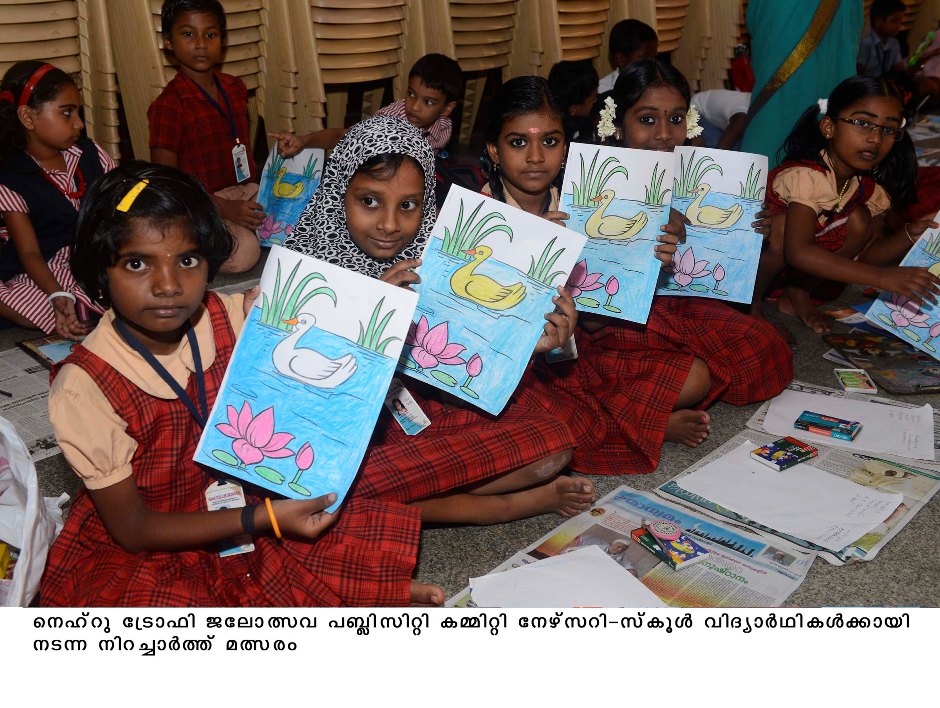 നെഹ്റു ട്രോഫി ജലോത്സവ പബ്ലിസിറ്റി കമ്മിറ്റി നേഴ്സറി-സ്കൂൾ വിദ്യാർഥികൾക്കായി
നടന്ന നിറച്ചാർത്ത് മത്സരം